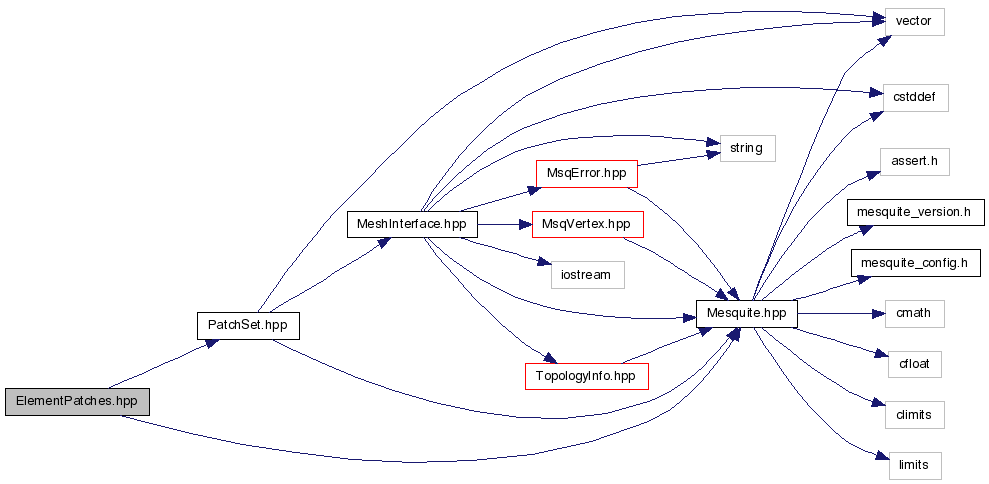 vector
cstddef
string
assert.h
MsqError.hpp
mesquite_version.h
MeshInterface.hpp
MsqVertex.hpp
mesquite_config.h
iostream
Mesquite.hpp
cmath
PatchSet.hpp
cfloat
TopologyInfo.hpp
ElementPatches.hpp
climits
limits